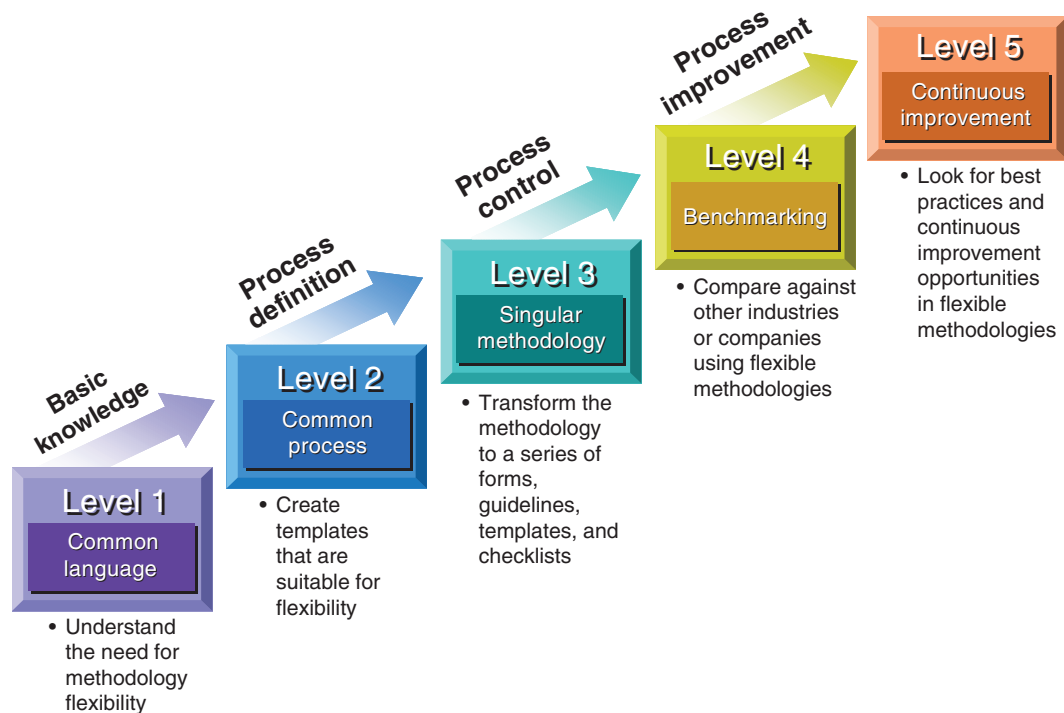 Basic
knowledge
Level 1
Common
language
• Understand
the need for
methodology
flexibility
Process
definition
Level 2
Common
process
• Create
templates
that are
suitable for
flexibility
Process
control
Level 3
Singular
methodology
• Transform the
methodology
to a series of
forms,
guidelines,
templates, and
checklists
Process
improvement
Level 4
Benchmarking
• Compare against
other industries
or companies
using flexible
methodologies
Level 5
Continuous
improvement
• Look for best
practices and
continuous
improvement
opportunities
in flexible
methodologies